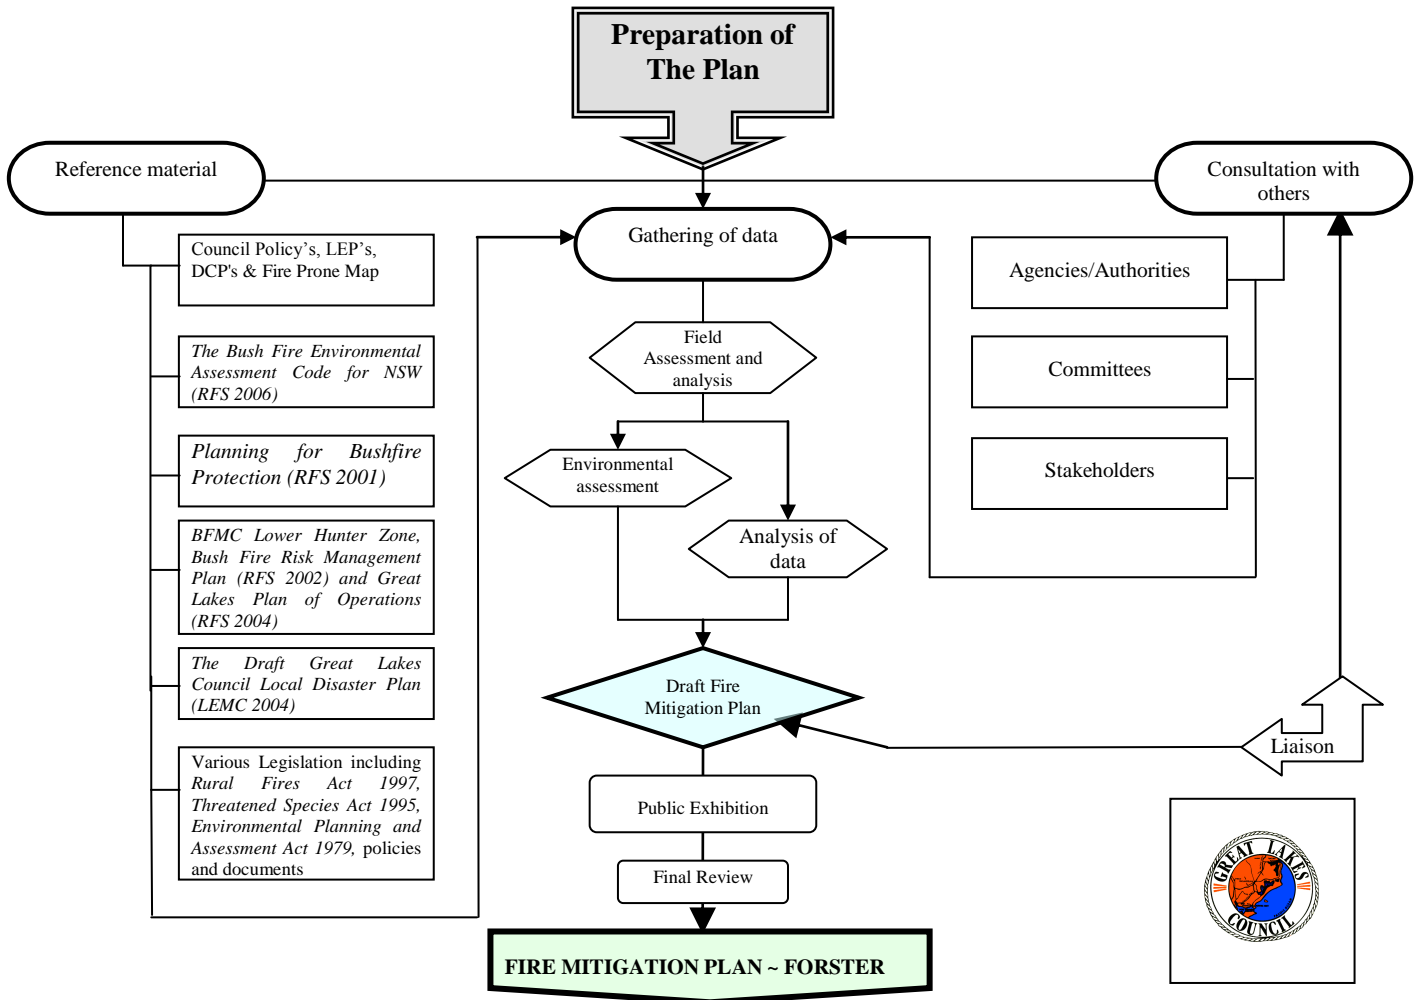 Preparation of
The Plan
Reference material
Consultation with
others
Gathering of data
Council Policy's, LEP's,
DCP's & Fire Prone Map
The Bush Fire Environmental
Assessment Code for NSW
(RFS 2006)
Planning for Bushfire
Protection (RFS 2001)
BFMC Lower Hunter Zone,
Bush Fire Risk Management
Plan (RFS 2002) and Great
Lakes Plan of Operations
(RFS 2004)
The Draft Great Lakes
Council Local Disaster Plan
(LEMC 2004)
Various Legislation including
Rural Fires Act 1997,
Threatened Species Act 1995,
Environmental Planning and
Assessment Act 1979, policies
and documents
Field
Assessment and
analysis
Environmental
assessment
Analysis of
data
Agencies/Authorities
Committees
Stakeholders
Draft Fire
Mitigation Plan
Liaison
Public Exhibition
Final Review
FIRE MITIGATION PLAN ~ FORSTER
GREAT LAKES
COUNCIL